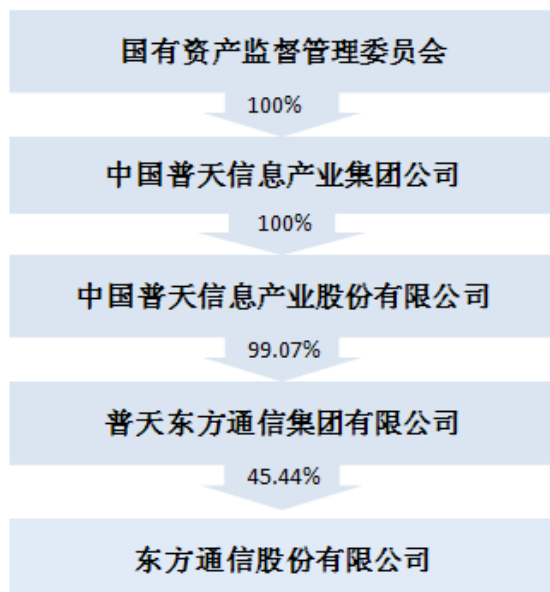 国有资产监督管理委员会
100%
中国普天信息产业集团公司
100%
中国普天信息产业股份有限公司
99.07%
普天东方通信集团有限公司
45.44%
东方通信股份有限公司